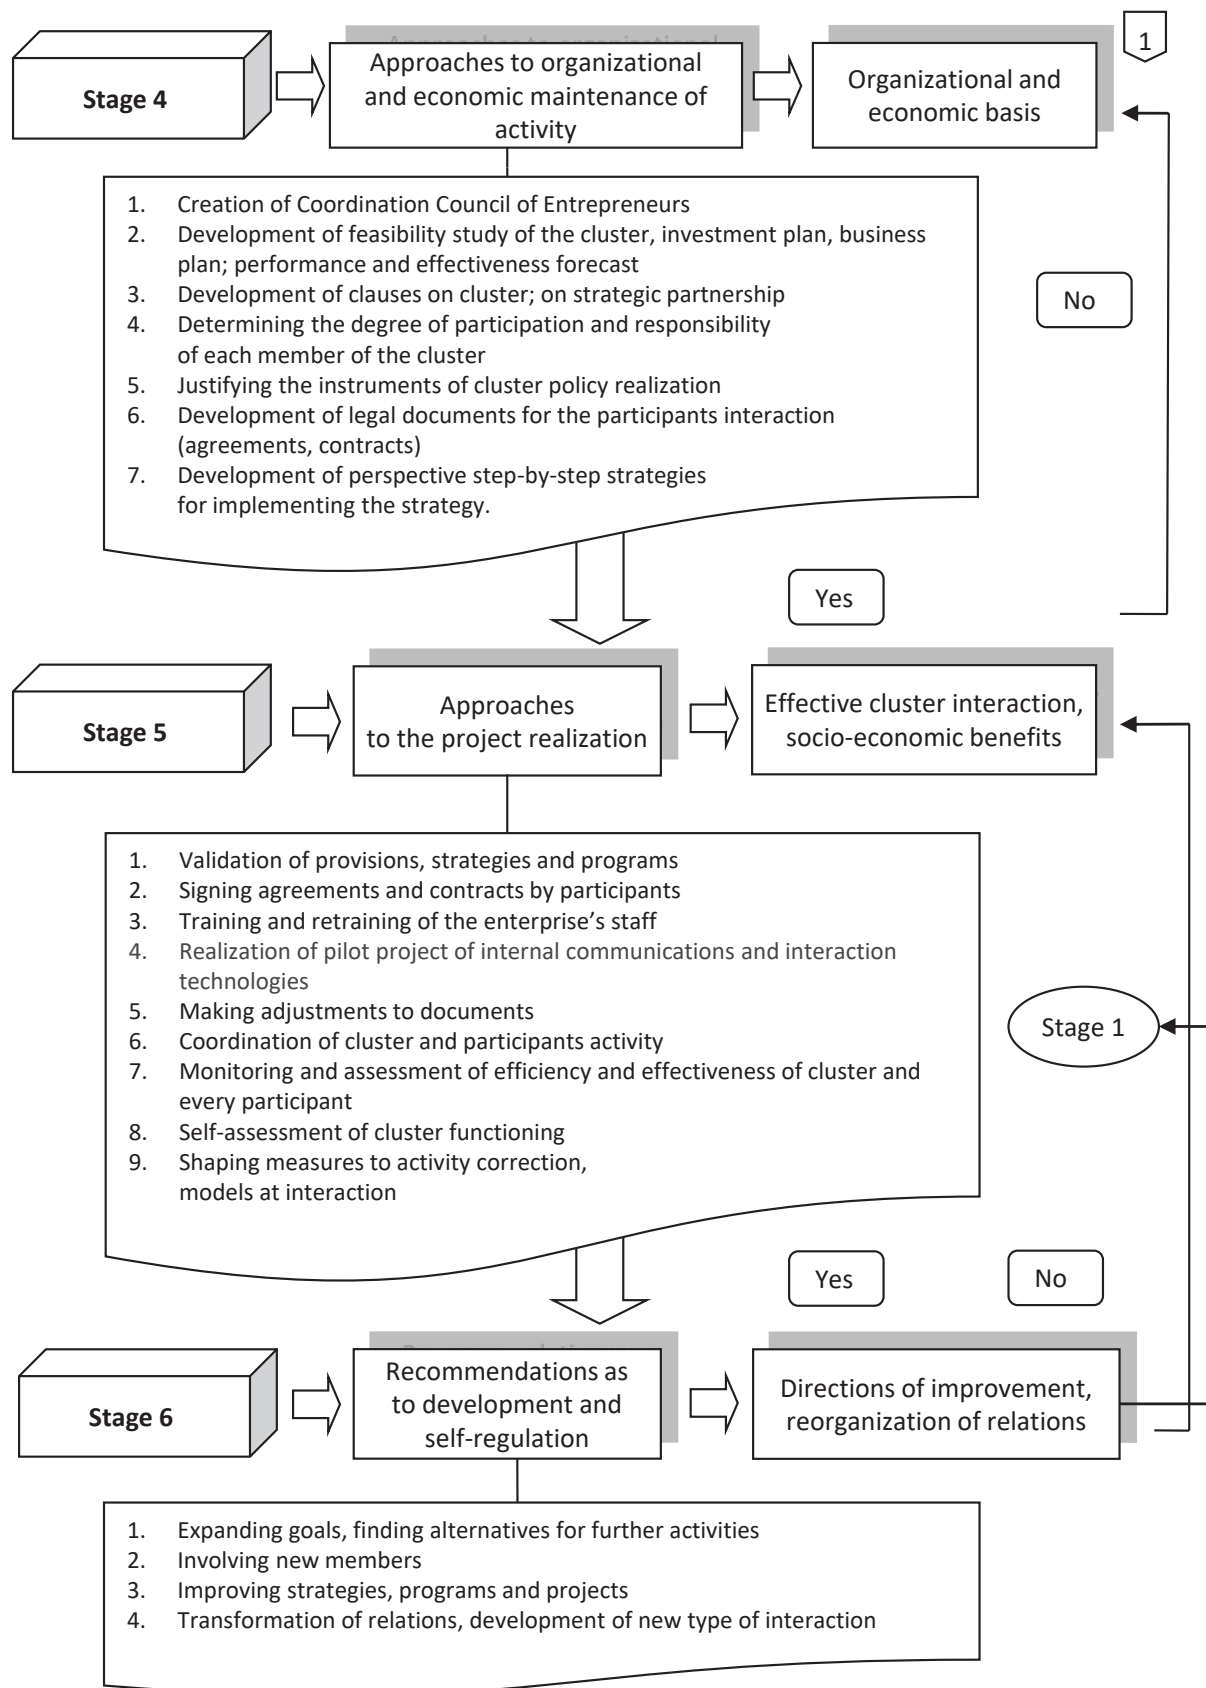 1
Stage 4
Approaches to organizational
and economic maintenance of
activity
Organizational and
economic basis
1. Creation of Coordination Council of Entrepreneurs
2. Development of feasibility study of the cluster, investment plan, business
plan; performance and effectiveness forecast
3. Development of clauses on cluster; on strategic partnership
4. Determining the degree of participation and responsibility
of each member of the cluster
5. Justifying the instruments of cluster policy realization
6. Development of legal documents for the participants interaction
(agreements, contracts)
7. Development of perspective step-by-step strategies
for implementing the strategy.
No
Yes
Stage 5
Approaches
to the project realization
Effective cluster interaction,
socio-economic benefits
1. Validation of provisions, strategies and programs
2. Signing agreements and contracts by participants
3. Training and retraining of the enterprise’s staff
4. Realization of pilot project of internal communications and interaction
technologies
5. Making adjustments to documents
6. Coordination of cluster and participants activity
7. Monitoring and assessment of efficiency and effectiveness of cluster and
every participant
8. Self-assessment of cluster functioning
9. Shaping measures to activity correction,
models at interaction
Stage 1
Yes
No
Stage 6
Recommendations as
to development and
self-regulation
Directions of improvement,
reorganization of relations
1. Expanding goals, finding alternatives for further activities
2. Involving new members
3. Improving strategies, programs and projects
4. Transformation of relations, development of new type of interaction